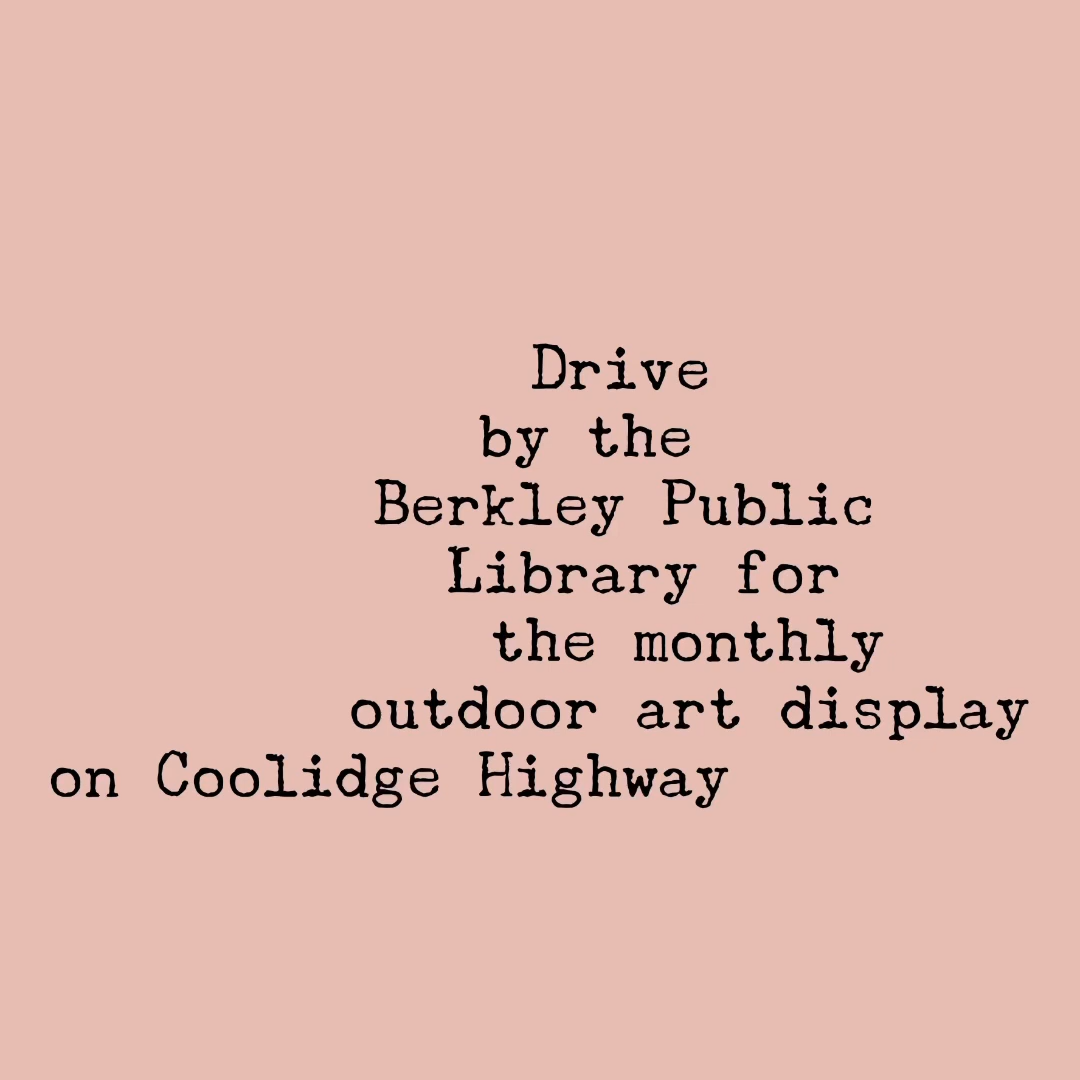 Drive
by the
Berkley Public
Library for
the monthly
outdoor art display
on Coolidge Highway